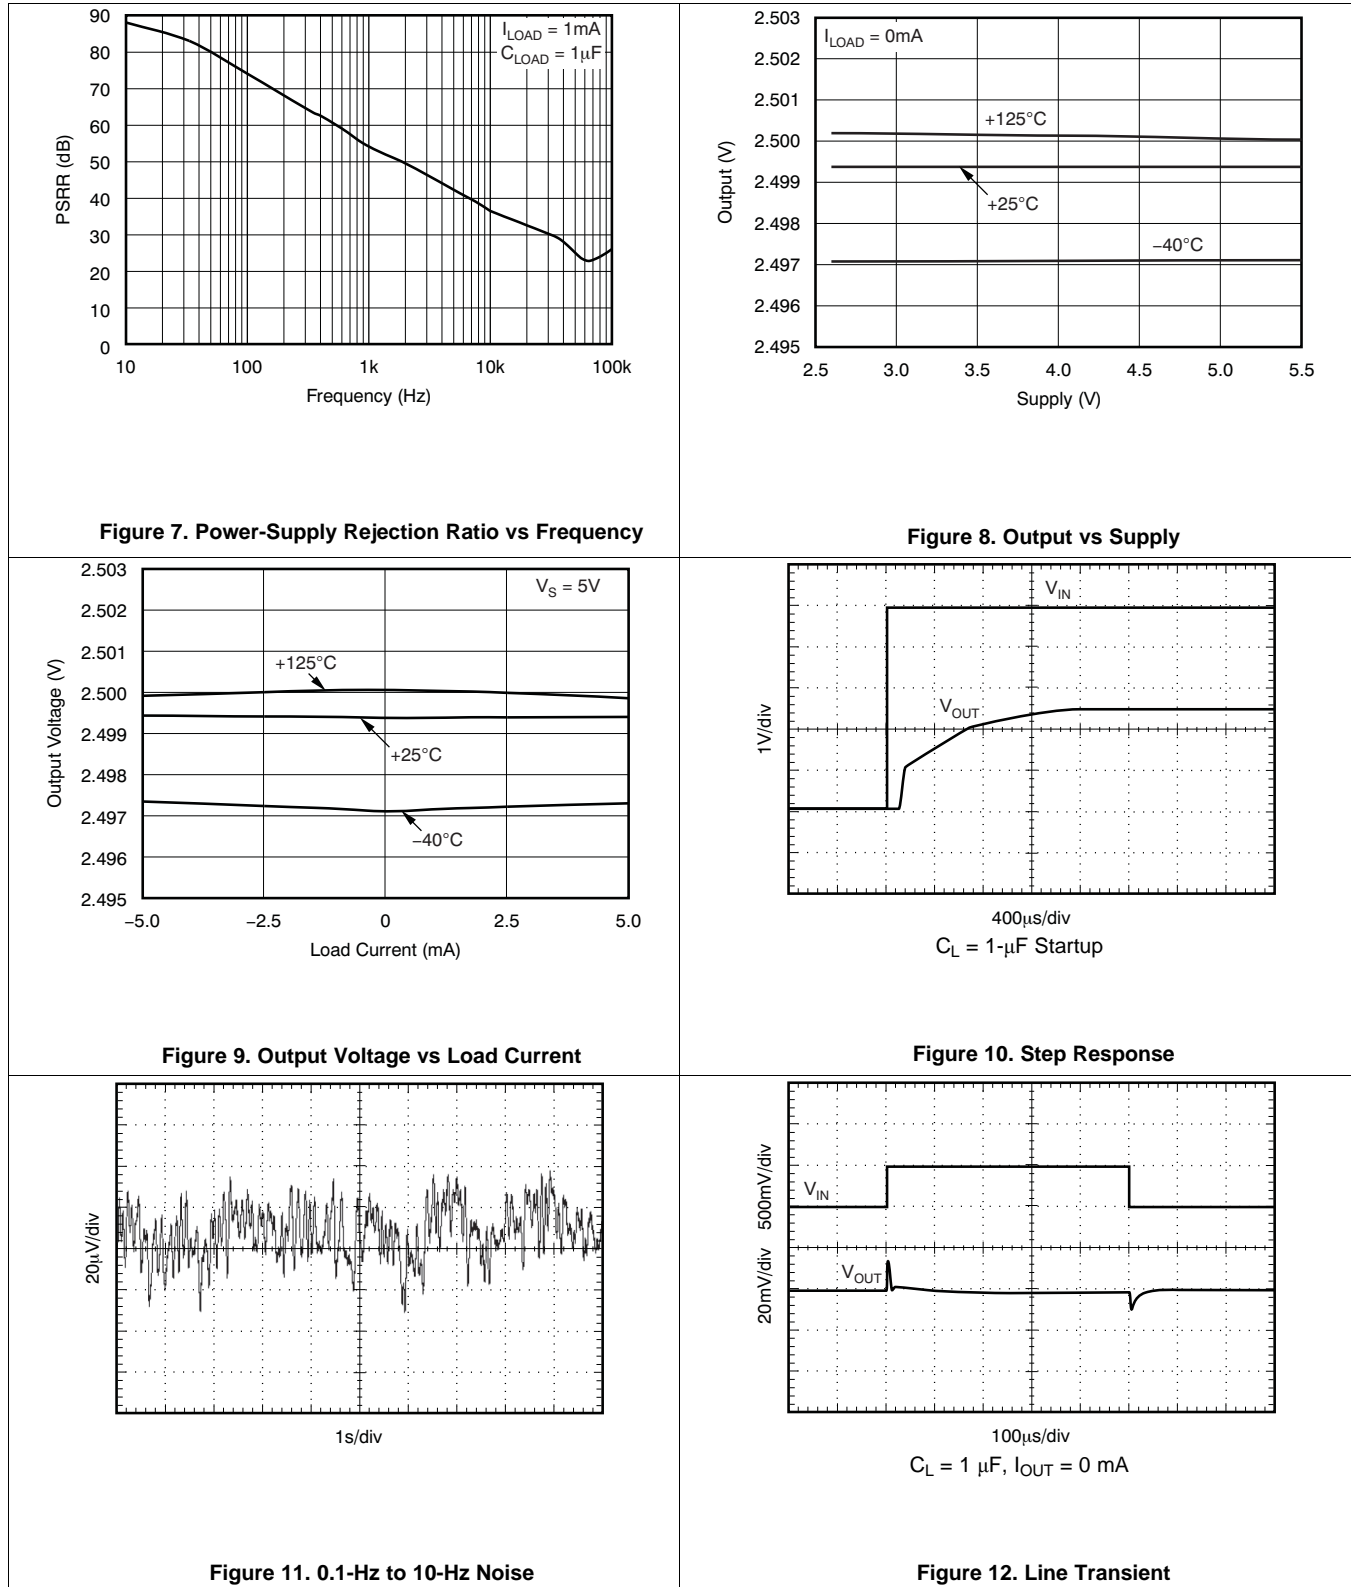 90
80
70
60
50
40
30
20
10
0
PSRR (dB)
I_LOAD = 1mA
C_LOAD = 1μF
10 100 1k 10k 100k
Frequency (Hz)
Figure 7. Power-Supply Rejection Ratio vs Frequency
2.503
2.502
2.501
2.500
2.499
2.498
2.497
2.496
2.495
Output (V)
I_LOAD = 0mA
+125°C
+25°C
−40°C
2.5 3.0 3.5 4.0 4.5 5.0 5.5
Supply (V)
Figure 8. Output vs Supply
2.503
2.502
2.501
2.500
2.499
2.498
2.497
2.496
2.495
Output Voltage (V)
V_S = 5V
+125°C
+25°C
−40°C
−5.0 −2.5 0 2.5 5.0
Load Current (mA)
Figure 9. Output Voltage vs Load Current
1V/div
V_IN
V_OUT
400μs/div
C_L = 1-μF Startup
Figure 10. Step Response
20μV/div
1s/div
Figure 11. 0.1-Hz to 10-Hz Noise
500mV/div
20mV/div
V_IN
V_OUT
100μs/div
C_L = 1 μF, I_OUT = 0 mA
Figure 12. Line Transient